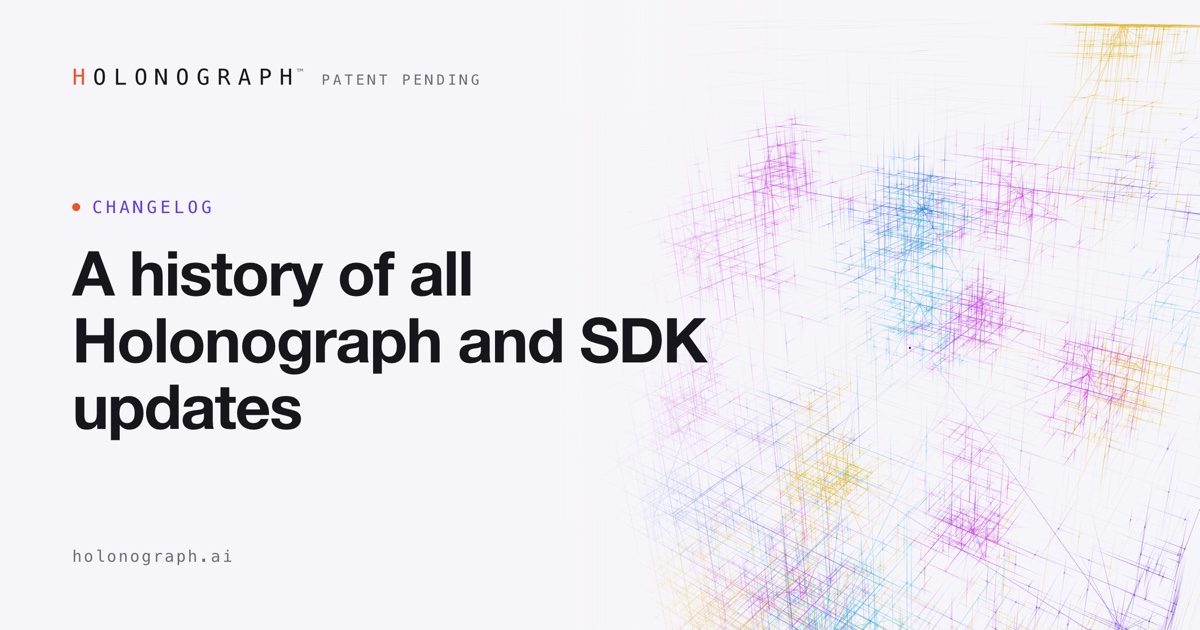 HOLONOGRAPH™ PATENT PENDING
CHANGELOG
A history of all
Holonograph and SDK
updates
holonograph.ai